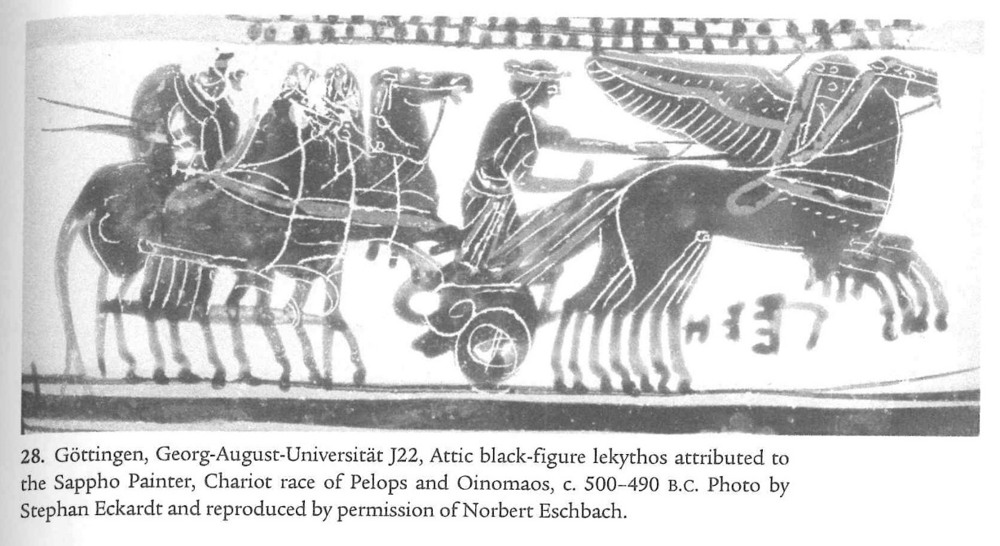 28. Göttingen, Georg-August-Universität J22, Attic black-figure lekythos attributed to
the Sappho Painter, Chariot race of Pelops and Oinomaos, c. 500–490 B.C. Photo by
Stephan Eckardt and reproduced by permission of Norbert Eschbach.